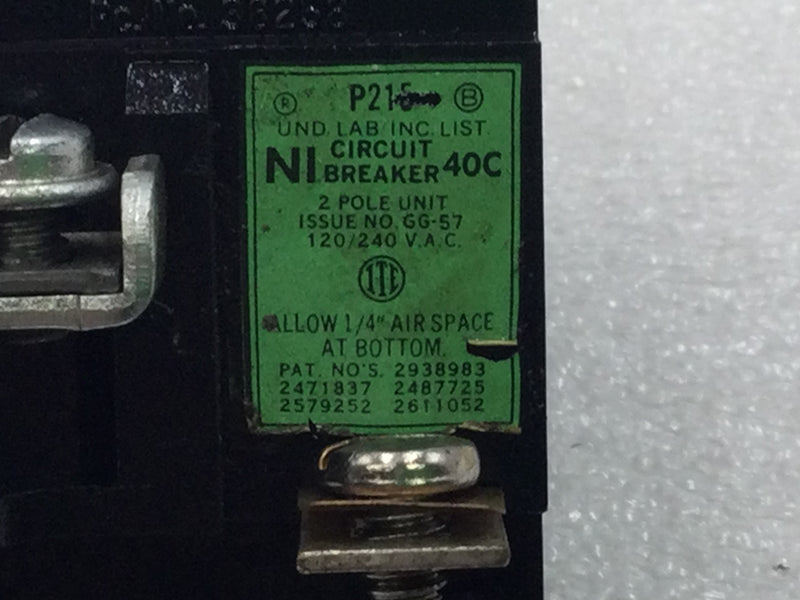 ® P215 B
UND. LAB. INC. LIST.
NI CIRCUIT BREAKER 40C
2 POLE UNIT
ISSUE NO. GG-57
120/240 V.A.C.
ITE
ALLOW 1/4" AIR SPACE
AT BOTTOM.
PAT. NO'S. 2938983
2471837 2487725
2579252 2611052